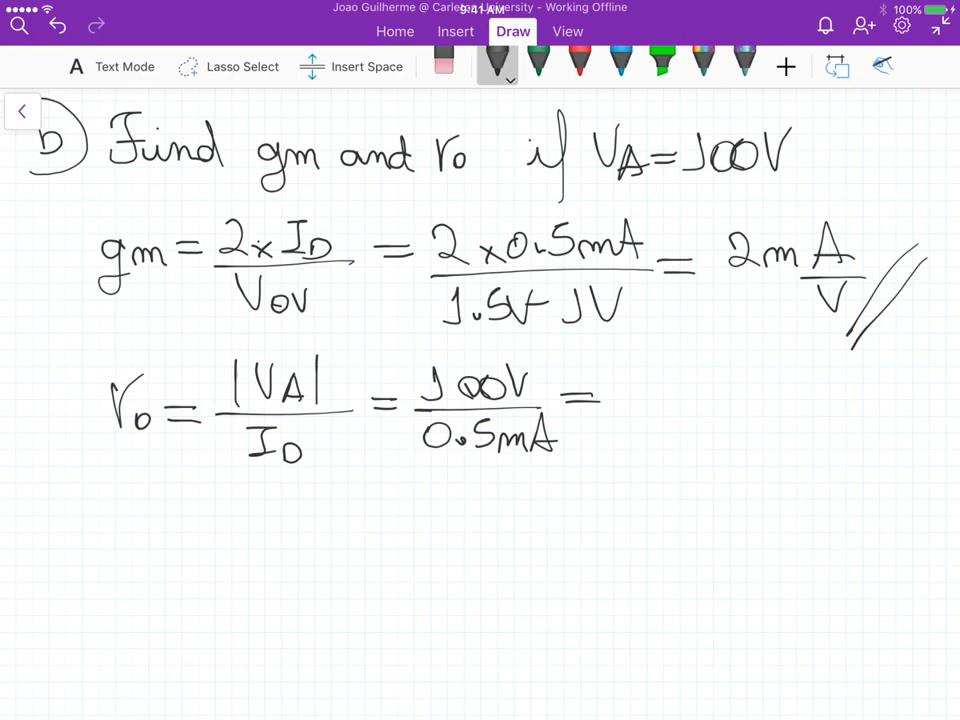 Joao Guilherme @ Carleton University - Working Offline
9:41 AM
100%
Home Insert Draw View
A Text Mode Lasso Select Insert Space
b) Find gm and ro if VA = 100V
gm = 2 x ID / VOV = 2 x 0.5mA / 1.5V - 1V = 2m A / V
ro = |VA| / ID = 100V / 0.5mA =